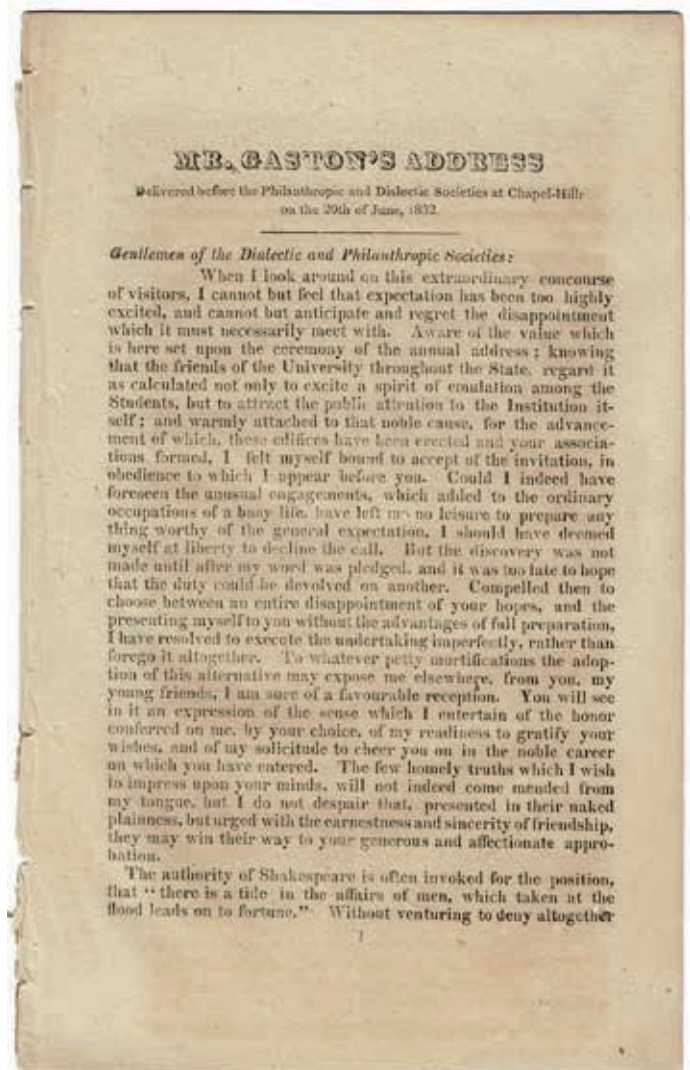 MR. GASTON'S ADDRESS
Delivered before the Philanthropic and Dialectic Societies at Chapel-Hill:
on the 20th of June, 1832.
Gentlemen of the Dialectic and Philanthropic Societies:
When I look around on this extraordinary concourse
of visitors, I cannot but feel that expectation has been too highly
excited, and cannot but anticipate and regret the disappointment
which it must necessarily meet with. Aware of the value which
is here set upon the ceremony of the annual address; knowing
that the friends of the University throughout the State, regard it
as calculated not only to excite a spirit of emulation among the
Students, but to attract the public attention to the Institution it-
self; and warmly attached to that noble cause, for the advance-
ment of which, these edifices have been erected and your associa-
tions formed, I felt myself bound to accept of the invitation, in
obedience to which I appear before you. Could I indeed have
foreseen the unusual engagements, which added to the ordinary
occupations of a busy life, have left me no leisure to prepare any
thing worthy of the general expectation, I should have deemed
myself at liberty to decline the call. But the discovery was not
made until after my word was pledged, and it was too late to hope
that the duty could be devolved on another. Compelled then to
choose between an entire disappointment of your hopes, and the
presenting myself to you without the advantages of full preparation,
I have resolved to execute the undertaking imperfectly, rather than
forego it altogether. To whatever petty mortifications the adop-
tion of this alternative may expose me elsewhere, from you, my
young friends, I am sure of a favourable reception. You will see
in it an expression of the sense which I entertain of the honor
conferred on me, by your choice, of my readiness to gratify your
wishes, and of my solicitude to cheer you on in the noble career
on which you have entered. The few homely truths which I wish
to impress upon your minds, will not indeed come mended from
my tongue, but I do not despair that, presented in their naked
plainness, but urged with the earnestness and sincerity of friendship,
they may win their way to your generous and affectionate appro-
bation.
The authority of Shakespeare is often invoked for the position,
that "there is a tide in the affairs of men, which taken at the
flood leads on to fortune." Without venturing to deny altogether
1